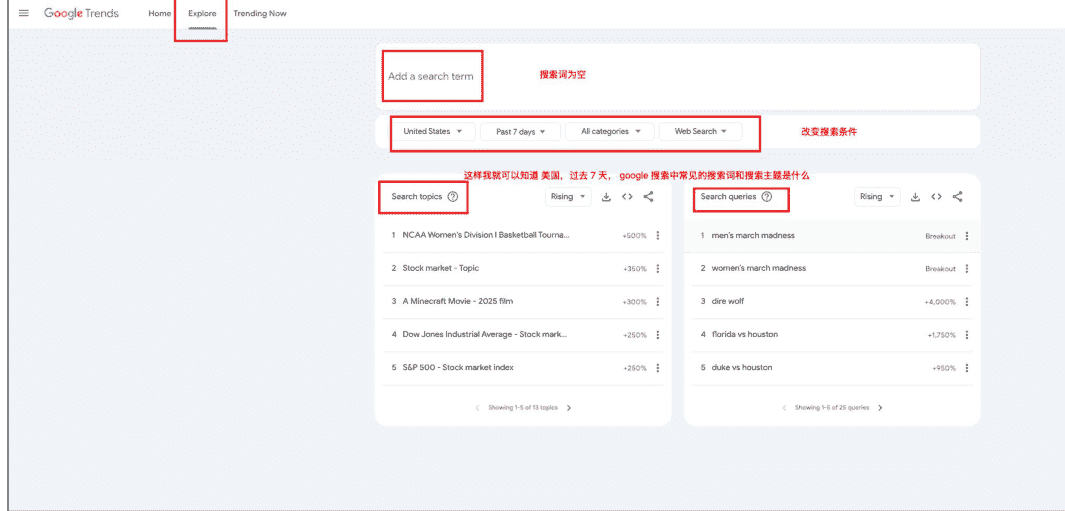 Google Trends Home Explore Trending Now
Add a search term 搜索词为空
United States Past 7 days All categories Web Search 改变搜索条件
这样我就可以知道 美国，过去 7 天， google 搜索中常见的搜索词和搜索主题是什么
Search topics Rising
1 NCAA Women's Division I Basketball Tourna... +500%
2 Stock market - Topic +350%
3 A Minecraft Movie - 2025 film +300%
4 Dow Jones Industrial Average - Stock mark... +250%
5 S&P 500 - Stock market index +250%
Showing 1-5 of 13 topics
Search queries Rising
1 men's march madness Breakout
2 women's march madness Breakout
3 dire wolf +4,000%
4 florida vs houston +1,750%
5 duke vs houston +950%
Showing 1-5 of 25 queries